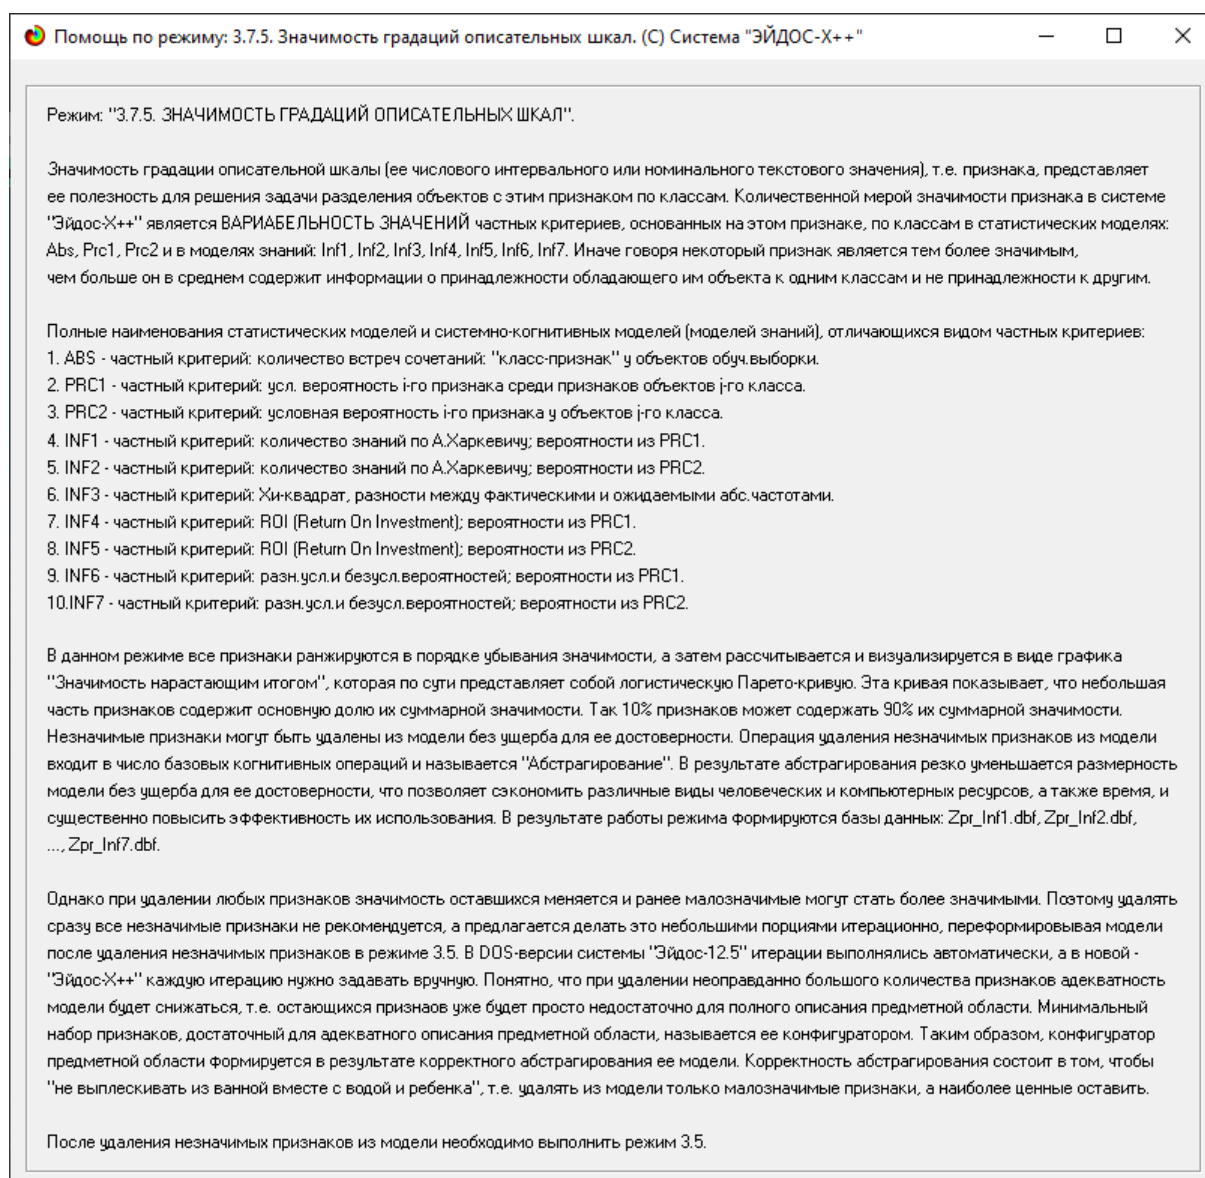 Помощь по режиму: 3.7.5. Значимость градаций описательных шкал. (C) Система "ЭЙДОС-X++"
Режим: "3.7.5. ЗНАЧИМОСТЬ ГРАДАЦИЙ ОПИСАТЕЛЬНЫХ ШКАЛ".
Значимость градации описательной шкалы (ее числового интервального или номинального текстового значения), т.е. признака, представляет
ее полезность для решения задачи разделения объектов с этим признаком по классам. Количественной мерой значимости признака в системе
"Эйдос-X++" является ВАРИАБЕЛЬНОСТЬ ЗНАЧЕНИЙ частных критериев, основанных на этом признаке, по классам в статистических моделях:
Abs, Prc1, Prc2 и в моделях знаний: Inf1, Inf2, Inf3, Inf4, Inf5, Inf6, Inf7. Иначе говоря некоторый признак является тем более значимым,
чем больше он в среднем содержит информации о принадлежности обладающего им объекта к одним классам и не принадлежности к другим.
Полные наименования статистических моделей и системно-когнитивных моделей (моделей знаний), отличающихся видом частных критериев:
1. ABS - частный критерий: количество встреч сочетаний: "класс-признак" у объектов обуч.выборки.
2. PRC1 - частный критерий: усл. вероятность i-го признака среди признаков объектов j-го класса.
3. PRC2 - частный критерий: условная вероятность i-го признака у объектов j-го класса.
4. INF1 - частный критерий: количество знаний по А.Харкевичу; вероятности из PRC1.
5. INF2 - частный критерий: количество знаний по А.Харкевичу; вероятности из PRC2.
6. INF3 - частный критерий: Хи-квадрат, разности между фактическими и ожидаемыми абс.частотами.
7. INF4 - частный критерий: ROI (Return On Investment); вероятности из PRC1.
8. INF5 - частный критерий: ROI (Return On Investment); вероятности из PRC2.
9. INF6 - частный критерий: разн.усл.и безусл.вероятностей; вероятности из PRC1.
10.INF7 - частный критерий: разн.усл.и безусл.вероятностей; вероятности из PRC2.
В данном режиме все признаки ранжируются в порядке убывания значимости, а затем рассчитывается и визуализируется в виде графика
"Значимость нарастающим итогом", которая по сути представляет собой логистическую Парето-кривую. Эта кривая показывает, что небольшая
часть признаков содержит основную долю их суммарной значимости. Так 10% признаков может содержать 90% их суммарной значимости.
Незначимые признаки могут быть удалены из модели без ущерба для ее достоверности. Операция удаления незначимых признаков из модели
входит в число базовых когнитивных операций и называется "Абстрагирование". В результате абстрагирования резко уменьшается размерность
модели без ущерба для ее достоверности, что позволяет сэкономить различные виды человеческих и компьютерных ресурсов, а также время, и
существенно повысить эффективность их использования. В результате работы режима формируются базы данных: Zpr_Inf1.dbf, Zpr_Inf2.dbf,
..., Zpr_Inf7.dbf.
Однако при удалении любых признаков значимость оставшихся меняется и ранее малозначимые могут стать более значимыми. Поэтому удалять
сразу все незначимые признаки не рекомендуется, а предлагается делать это небольшими порциями итерационно, переформировывая модели
после удаления незначимых признаков в режиме 3.5. В DOS-версии системы "Эйдос-12.5" итерации выполнялись автоматически, а в новой -
"Эйдос-X++" каждую итерацию нужно задавать вручную. Понятно, что при удалении неоправданно большого количества признаков адекватность
модели будет снижаться, т.е. остающихся признаов уже будет просто недостаточно для полного описания предметной области. Минимальный
набор признаков, достаточный для адекватного описания предметной области, называется ее конфигуратором. Таким образом, конфигуратор
предметной области формируется в результате корректного абстрагирования ее модели. Корректность абстрагирования состоит в том, чтобы
"не выплескивать из ванной вместе с водой и ребенка", т.е. удалять из модели только малозначимые признаки, а наиболее ценные оставить.
После удаления незначимых признаков из модели необходимо выполнить режим 3.5.